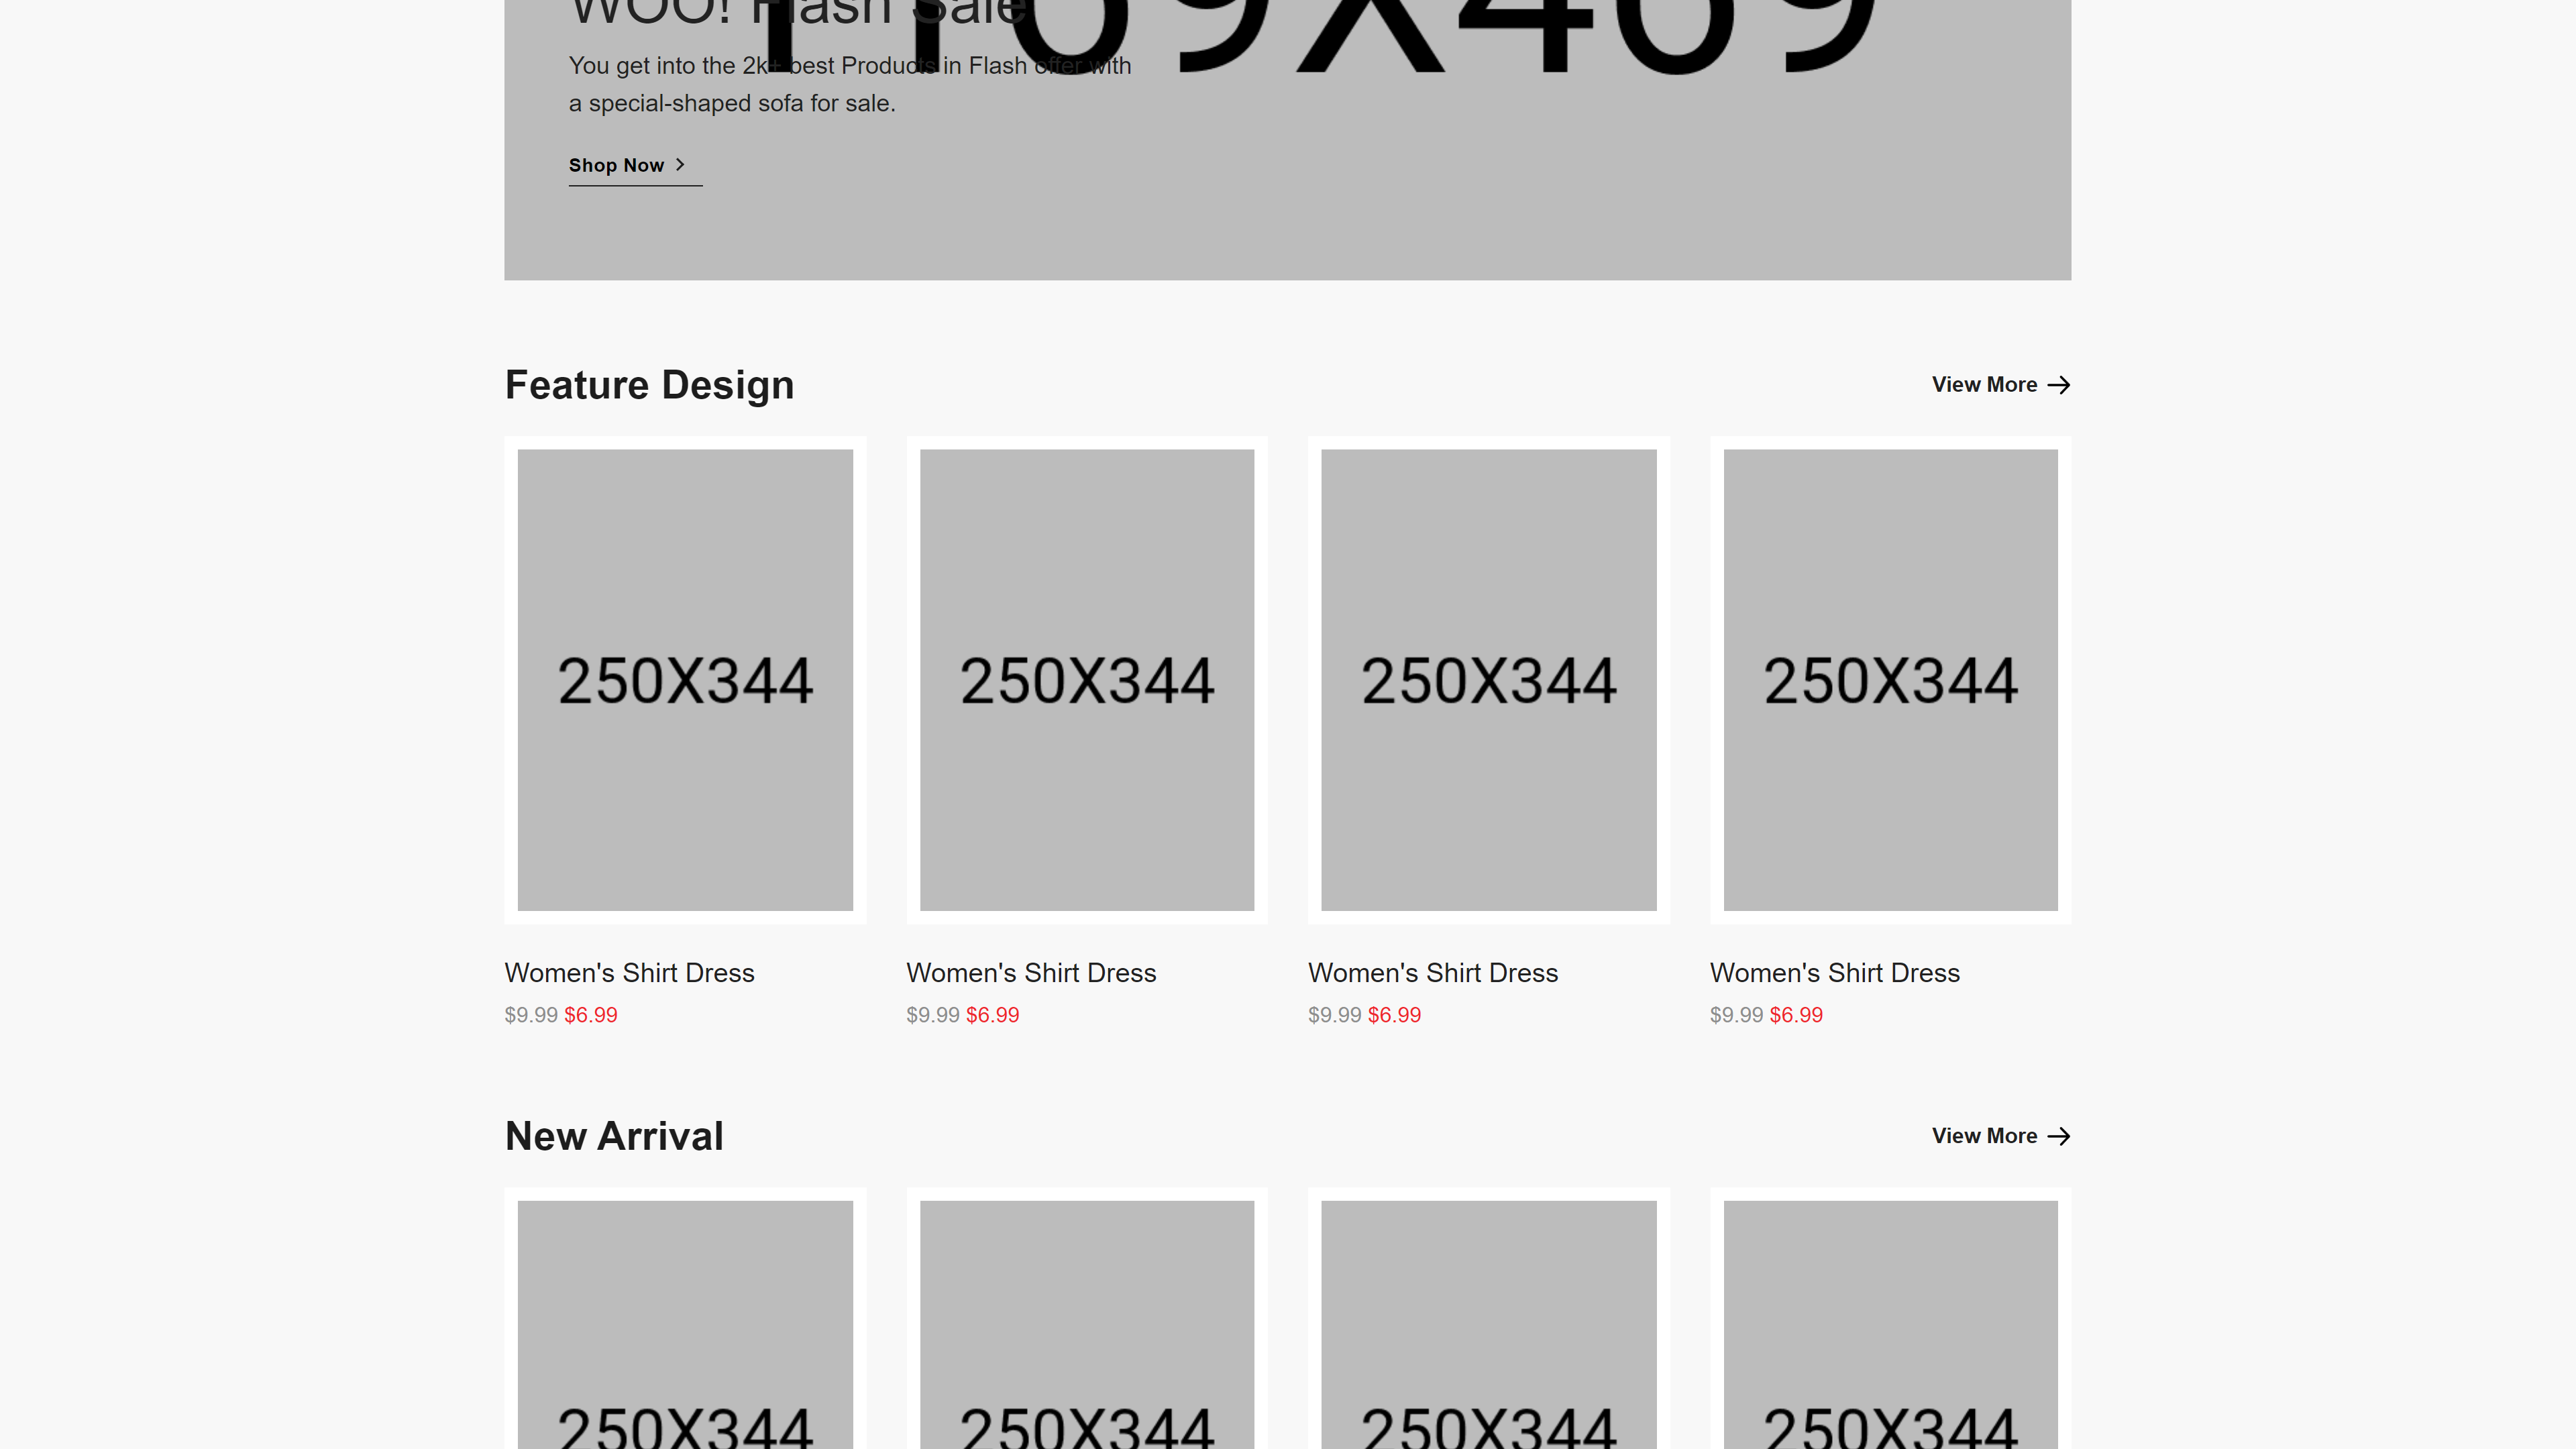 WOO! Flash Sale
1169X469
You get into the 2k+ best Products in Flash offer with
a special-shaped sofa for sale.
Shop Now
Feature Design
View More
250X344 250X344 250X344 250X344
Women's Shirt Dress Women's Shirt Dress Women's Shirt Dress Women's Shirt Dress
$9.99 $6.99 $9.99 $6.99 $9.99 $6.99 $9.99 $6.99
New Arrival
View More
250X344 250X344 250X344 250X344